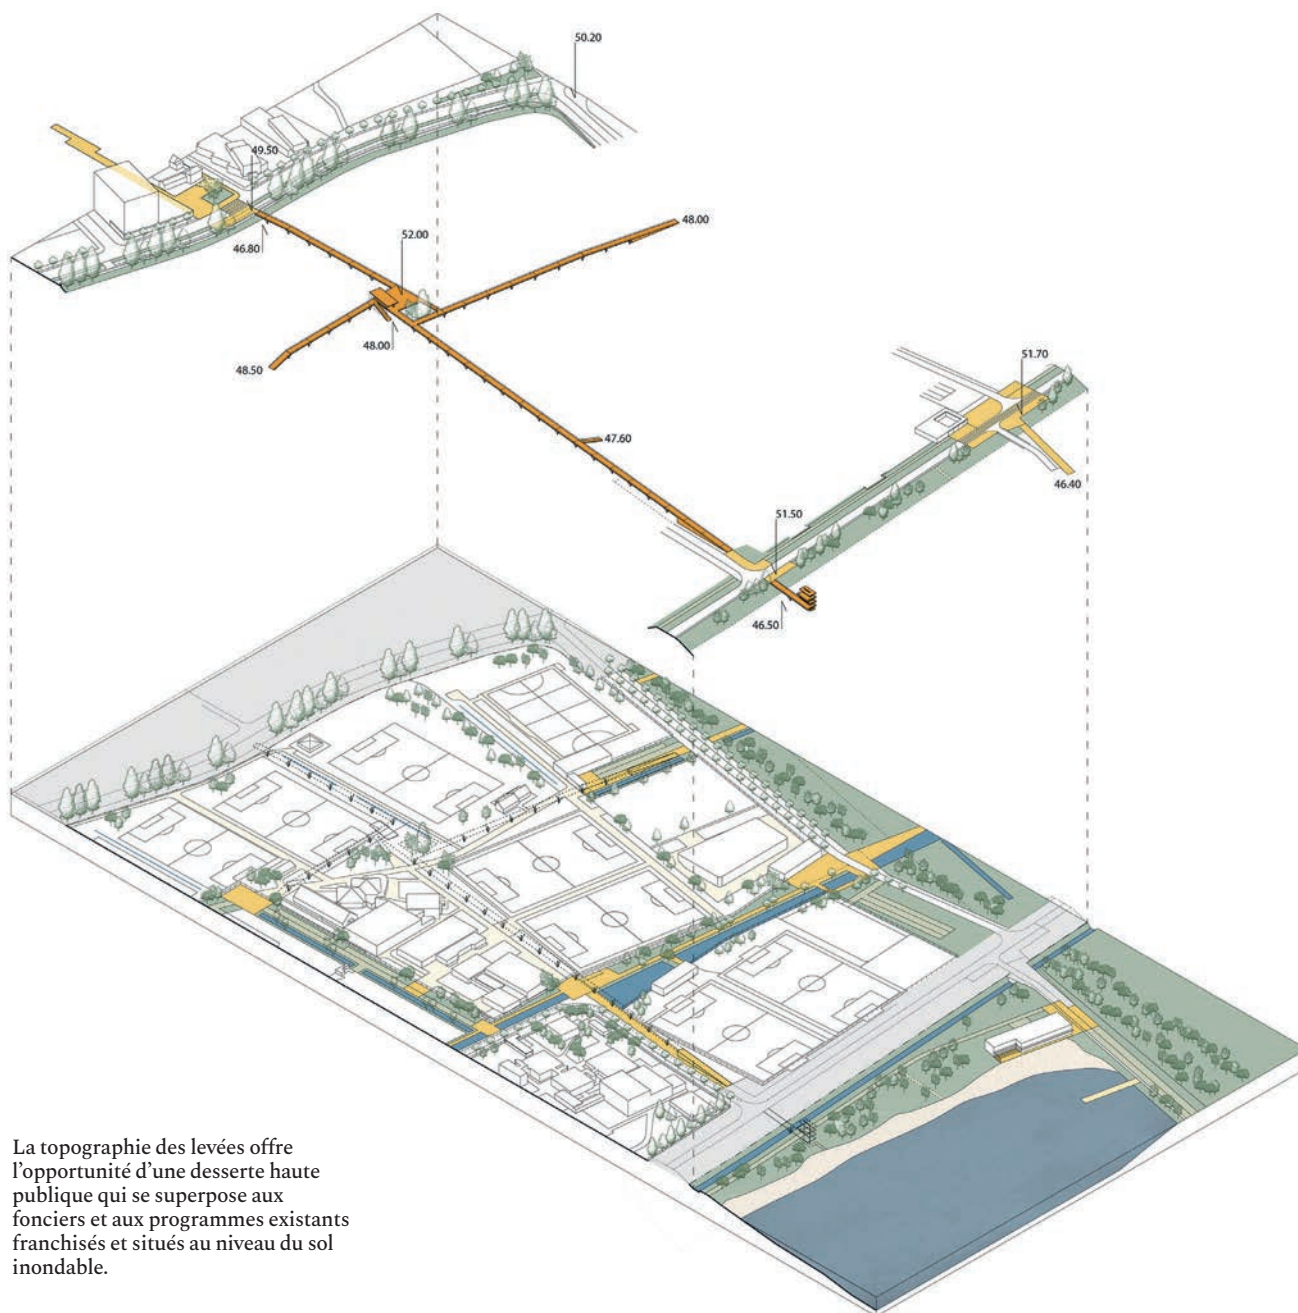 50.20
49.50
48.00
46.80
52.00
48.00
48.50
51.70
47.60
46.40
51.50
46.50
La topographie des levées offre
l’opportunité d’une desserte haute
publique qui se superpose aux
fonciers et aux programmes existants
franchisés et situés au niveau du sol
inondable.